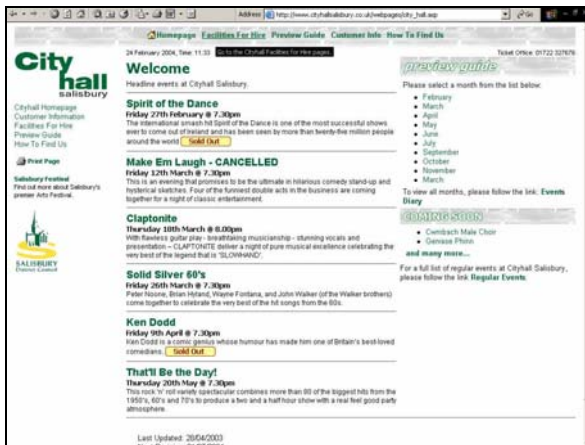 Address http://www.cityhallsalisbury.co.uk/webpages/city_hall.asp Go
Homepage Facilities For Hire Preview Guide Customer Info How To Find Us
24 February 2004, Time: 11:33 Go to the Cityhall Facilities for Hire pages. Ticket Office: 01722 327676
City
hall
salisbury
Cityhall Homepage
Customer Information
Facilities For Hire
Preview Guide
How To Find Us
Print Page
Salisbury Festival
Find out more about Salisbury's
premier Arts Festival.
SALISBURY
District Council
Welcome
Headline events at Cityhall Salisbury.
Spirit of the Dance
Friday 27th February @ 7.30pm
The international smash hit Spirit of the Dance is one of the most successful shows
ever to come out of Ireland and has been seen by more than twenty-five million people
around the world Sold Out
Make Em Laugh - CANCELLED
Friday 12th March @ 7.30pm
This is an evening that promises to be the ultimate in hilarious comedy stand-up and
hysterical sketches. Four of the funniest double acts in the business are coming
together for a night of classic entertainment.
Claptonite
Thursday 18th March @ 8.00pm
With flawless guitar play - breathtaking musicianship - stunning vocals and
presentation - CLAPTONITE deliver a night of pure musical excellence celebrating the
very best of the legend that is 'SLOWHAND'.
Solid Silver 60's
Friday 26th March @ 7.30pm
Peter Noone, Brian Hyland, Wayne Fontana, and John Walker (of the Walker brothers)
come together to celebrate the very best of the hit songs from the 60s.
Ken Dodd
Friday 9th April @ 7.30pm
Ken Dodd is a comic genius whose humour has made him one of Britain's best-loved
comedians. Sold Out
That'll Be the Day!
Thursday 20th May @ 7.30pm
This rock 'n' roll variety spectacular combines more than 90 of the biggest hits from the
1950's, 60's and 70's to produce a two and a half hour show with a real feel good party
atmosphere.
Last Updated: 28/04/2003
preview guide
Please select a month from the list below:
February
March
April
May
June
July
September
October
November
March
To view all months, please follow the link: Events
Diary
COMING SOON
Cwmbach Male Choir
Gervase Phinn
and many more...
For a full list of regular events at Cityhall Salisbury,
please follow the link Regular Events.